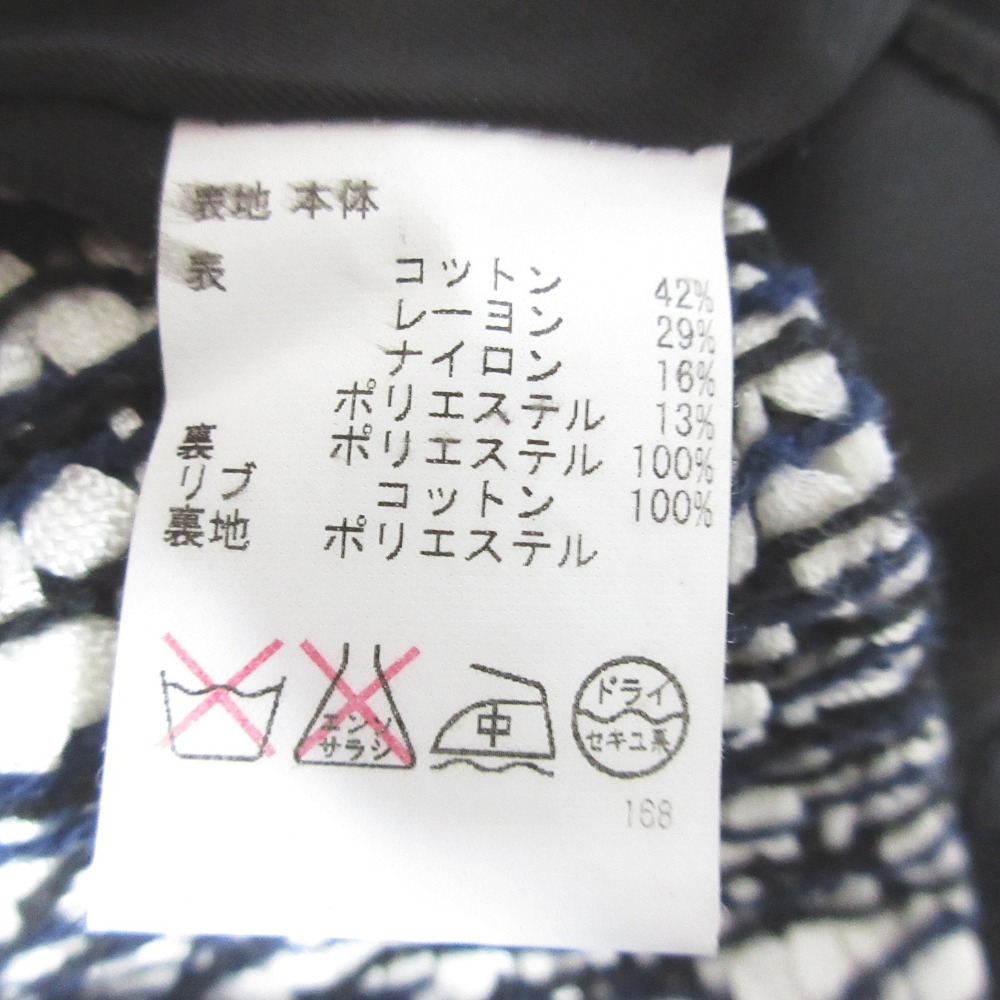 表地 本体
表 コットン 42%
レーヨン 29%
ナイロン 16%
ポリエステル 13%
裏 ポリエステル 100%
リブ コットン 100%
裏地 ポリエステル
エンソ
サラシ
中
ドライ
セキユ系
168